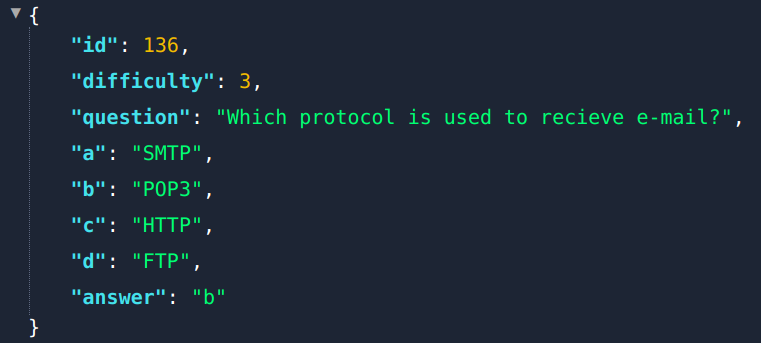 {
"id": 136,
"difficulty": 3,
"question": "Which protocol is used to recieve e-mail?",
"a": "SMTP",
"b": "POP3",
"c": "HTTP",
"d": "FTP",
"answer": "b"
}